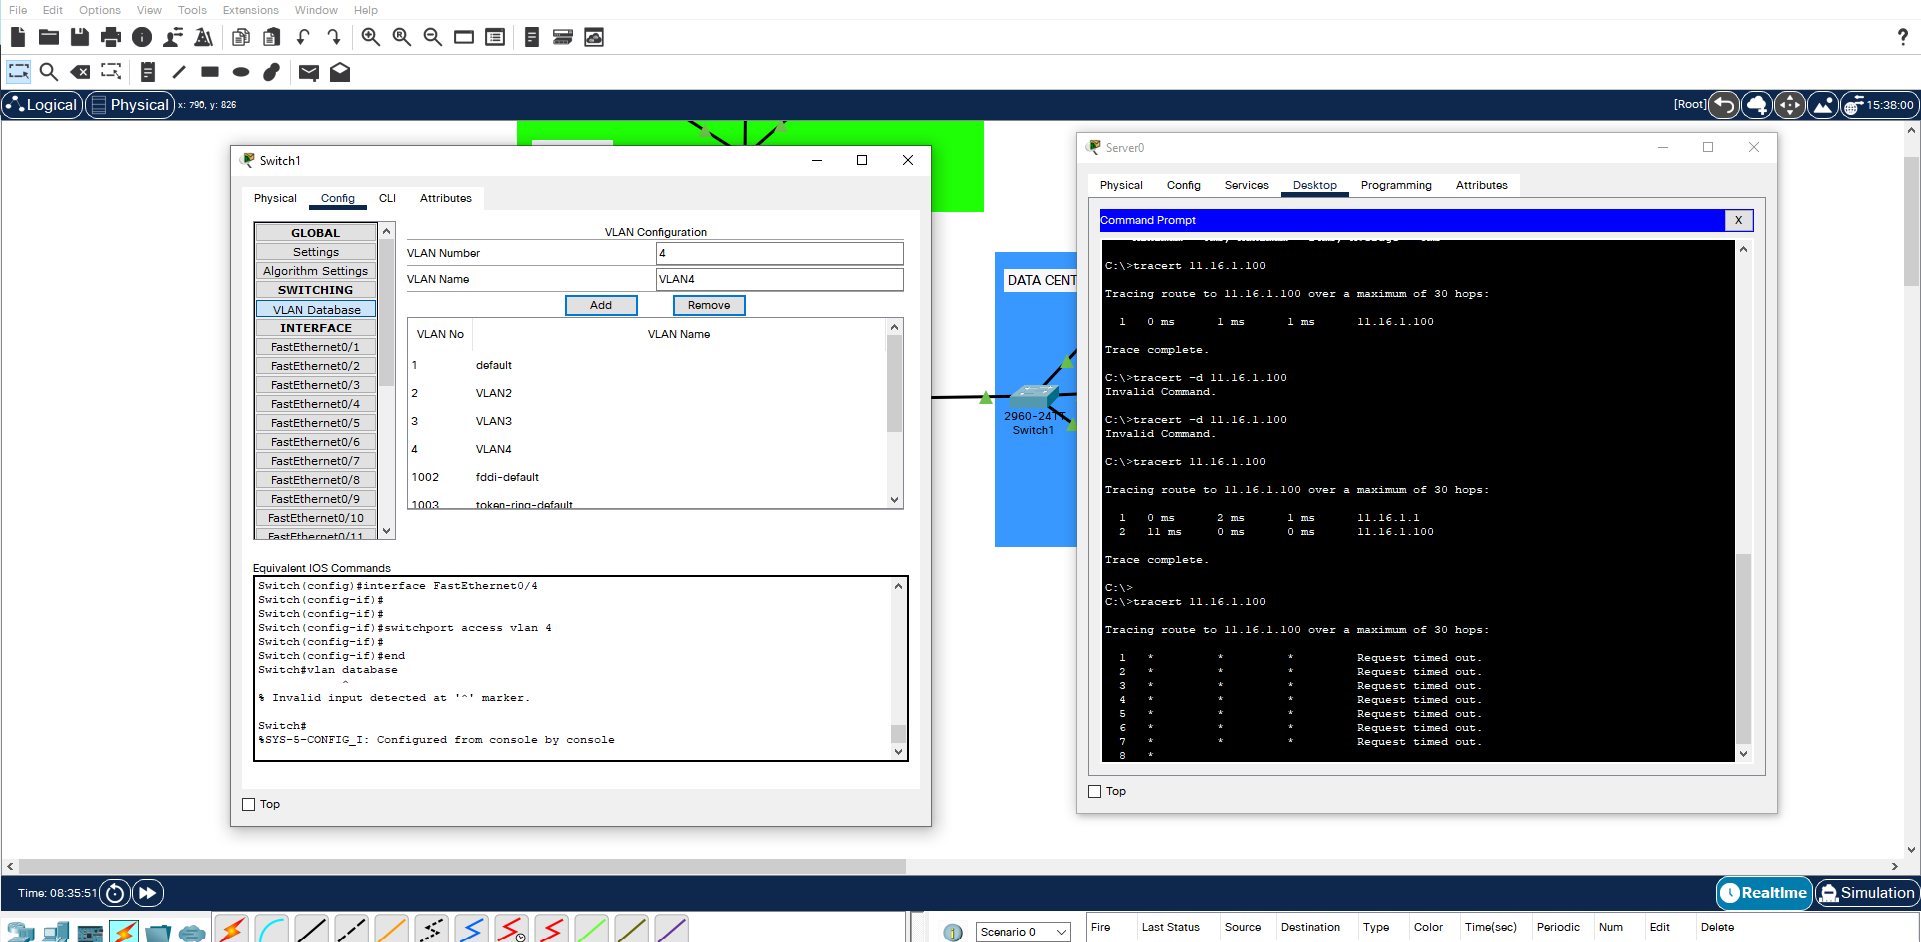 File Edit Options View Tools Extensions Window Help
?
Logical Physical x: 790, y: 826
[Root] 15:38:00
Switch1
Physical Config CLI Attributes
GLOBAL
Settings
Algorithm Settings
SWITCHING
VLAN Database
INTERFACE
FastEthernet0/1
FastEthernet0/2
FastEthernet0/3
FastEthernet0/4
FastEthernet0/5
FastEthernet0/6
FastEthernet0/7
FastEthernet0/8
FastEthernet0/9
FastEthernet0/10
FastEthernet0/11
VLAN Configuration
VLAN Number 4
VLAN Name VLAN4
Add Remove
VLAN No VLAN Name
1 default
2 VLAN2
3 VLAN3
4 VLAN4
1002 fddi-default
1003 token-ring-default
Equivalent IOS Commands
Switch(config)#interface FastEthernet0/4
Switch(config-if)#
Switch(config-if)#
Switch(config-if)#switchport access vlan 4
Switch(config-if)#
Switch(config-if)#end
Switch#vlan database
^
% Invalid input detected at '^' marker.
Switch#
%SYS-5-CONFIG_I: Configured from console by console
Top
DATA CENT
2960-24TT
Switch1
Server0
Physical Config Services Desktop Programming Attributes
Command Prompt X
C:\>tracert 11.16.1.100
Tracing route to 11.16.1.100 over a maximum of 30 hops:
1 0 ms 1 ms 1 ms 11.16.1.100
Trace complete.
C:\>tracert -d 11.16.1.100
Invalid Command.
C:\>tracert -d 11.16.1.100
Invalid Command.
C:\>tracert 11.16.1.100
Tracing route to 11.16.1.100 over a maximum of 30 hops:
1 0 ms 2 ms 1 ms 11.16.1.1
2 11 ms 0 ms 0 ms 11.16.1.100
Trace complete.
C:\>
C:\>tracert 11.16.1.100
Tracing route to 11.16.1.100 over a maximum of 30 hops:
1 * * * Request timed out.
2 * * * Request timed out.
3 * * * Request timed out.
4 * * * Request timed out.
5 * * * Request timed out.
6 * * * Request timed out.
7 * * * Request timed out.
8 *
Top
Time: 08:35:51
Realtime Simulation
Scenario 0
Fire Last Status Source Destination Type Color Time(sec) Periodic Num Edit Delete